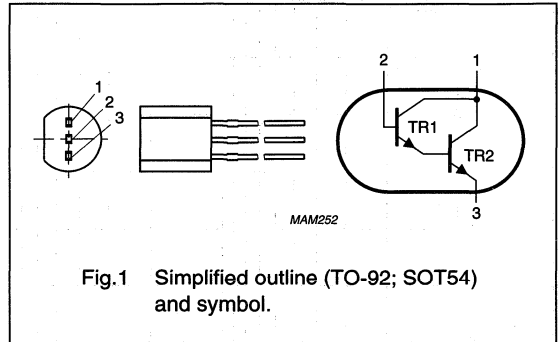 1
2
3
2 1
TR1
TR2
3
MAM252
Fig.1 Simplified outline (TO-92; SOT54)
and symbol.